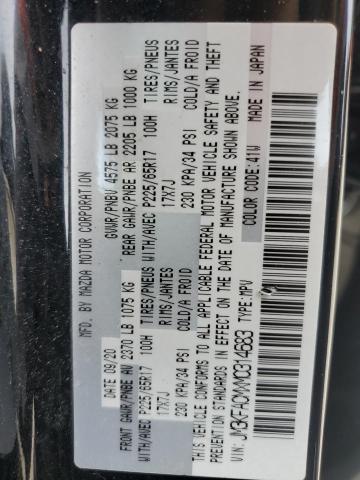 MFD. BY MAZDA MOTOR CORPORATION
DATE 09/20 GVWR/PNBV 4575 LB 2075 KG
FRONT GAWR/PNBE AV 2370 LB 1075 KG REAR GAWR/PNBE AR 2205 LB 1000 KG
WITH/AVEC P225/65R17 100H TIRES/PNEUS WITH/AVEC P225/65R17 100H TIRES/PNEUS
17X7J RIMS/JANTES 17X7J RIMS/JANTES
230 KPA/34 PSI COLD/A FROID 230 KPA/34 PSI COLD/A FROID
THIS VEHICLE CONFORMS TO ALL APPLICABLE FEDERAL MOTOR VEHICLE SAFETY AND THEFT
PREVENTION STANDARDS IN EFFECT ON THE DATE OF MANUFACTURE SHOWN ABOVE.
VIN: TYPE: MPV COLOR CODE: 41W MADE IN JAPAN